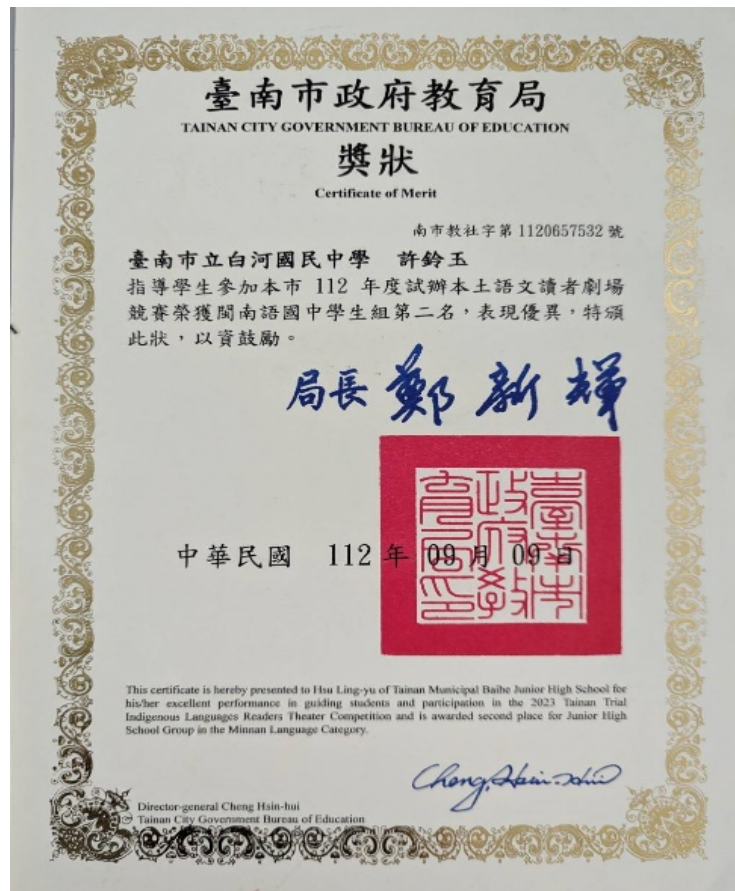 臺南市政府教育局
TAINAN CITY GOVERNMENT BUREAU OF EDUCATION
獎狀
Certificate of Merit
南市教社字第 1120657532 號
臺南市立白河國民中學 許鈴玉
指導學生參加本市 112 年度試辦本土語文讀者劇場
競賽榮獲閩南語國中學生組第二名,表現優異,特頒
此狀,以資鼓勵。
局長 鄭新輝
臺南市
政府教
育局印
中華民國 112 年 09 月 09 日
This certificate is hereby presented to Hsu Ling-yu of Tainan Municipal Baihe Junior High School for
his/her excellent performance in guiding students and participation in the 2023 Tainan Trial
Indigenous Languages Readers Theater Competition and is awarded second place for Junior High
School Group in the Minnan Language Category.
Cheng, Hsin-hui
Director-general Cheng Hsin-hui
Tainan City Government Bureau of Education